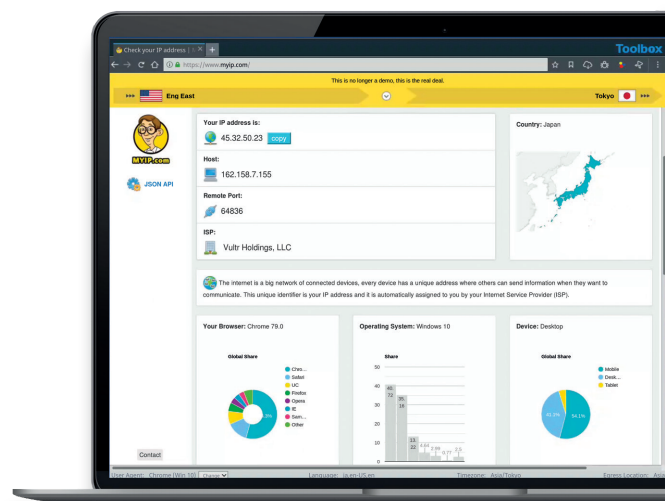 Check your IP address |
Toolbox
https://www.myip.com/
This is no longer a demo, this is the real deal.
Eng East
Tokyo
MYIP.com
JSON API
Your IP address is:
45.32.50.23 copy
Host:
162.158.7.155
Remote Port:
64836
ISP:
Vultr Holdings, LLC
Country: Japan
The internet is a big network of connected devices, every device has a unique address where others can send information when they want to
communicate. This unique identifier is your IP address and it is automatically assigned to you by your Internet Service Provider (ISP).
Your Browser: Chrome 79.0
Global Share
Chro...
Safari
UC
Firefox
Opera
IE
Sam...
Other
Operating System: Windows 10
Share
50
40
30
20
10
0
Device: Desktop
Global Share
Mobile
Desk...
Tablet
54.1%
Contact
User Agent: Chrome (Win 10) Change
Language: ja,en-US,en
Timezone: Asia/Tokyo
Egress Location: Asia